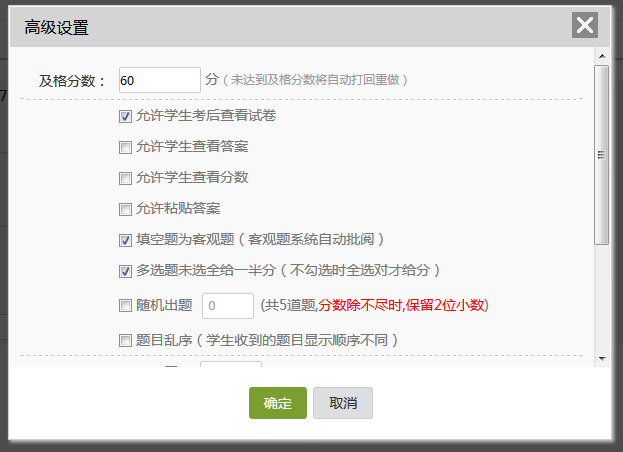 高级设置
及格分数： 60 分 （未达到及格分数将自动打回重做）
7
允许学生考后查看试卷
允许学生查看答案
允许学生查看分数
允许粘贴答案
填空题为客观题（客观题系统自动批阅）
多选题未选全给一半分（不勾选时全选对才给分）
随机出题 0 (共5道题,分数除不尽时,保留2位小数)
题目乱序（学生收到的题目显示顺序不同）
确定 取消